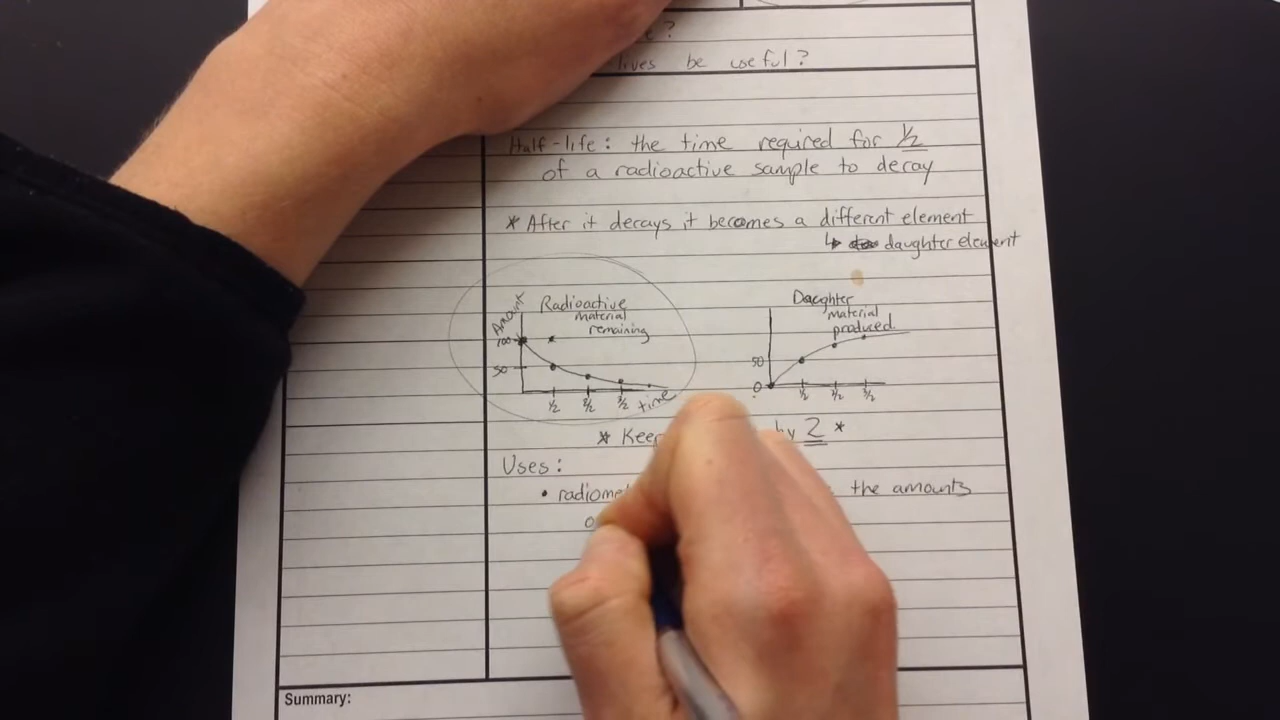 ?
lives be useful?
Half-life: the time required for 1/2
of a radioactive sample to decay
* After it decays it becomes a different element
↳ daughter element
Amount
Radioactive
material
remaining
100
50
1/2 2/2 3/2 time
Daughter
material
produced
50
0
1/2 2/2 3/2
* Keep by 2 *
Uses:
• the amounts
Summary: